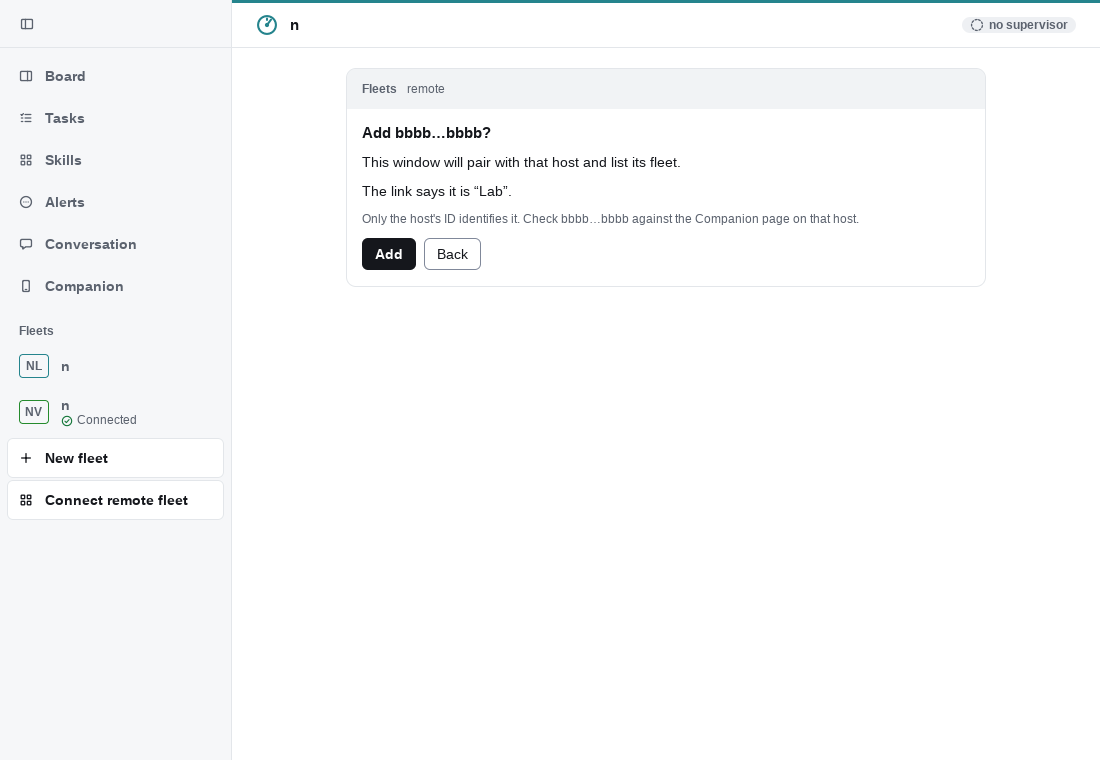 n
no supervisor
Board
Tasks
Skills
Alerts
Conversation
Companion
Fleets
NL n
NV n
Connected
New fleet
Connect remote fleet
Fleets remote
Add bbbb…bbbb?
This window will pair with that host and list its fleet.
The link says it is “Lab”.
Only the host's ID identifies it. Check bbbb…bbbb against the Companion page on that host.
Add Back